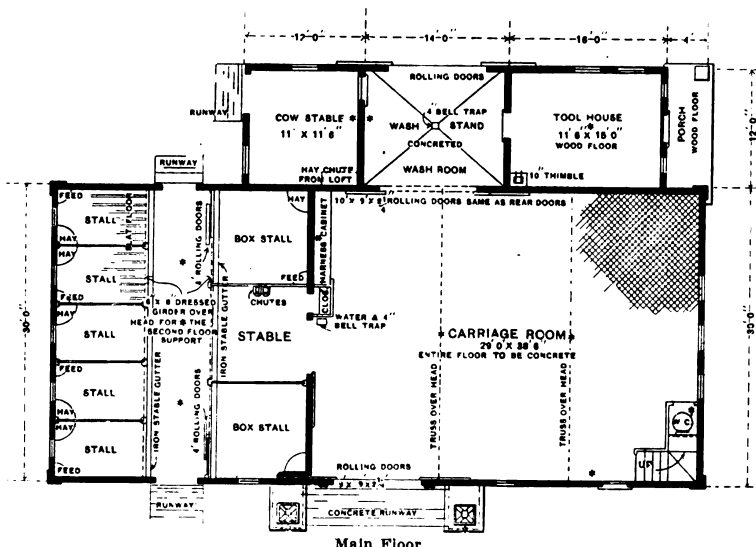 12'0" 14'0" 16'0" 4'
ROLLING DOORS
RUNWAY
COW STABLE
11' X 11'6"
4" BELL TRAP
WASH STAND
CONCRETED
WASH ROOM
TOOL HOUSE
11'6 X 15'0"
WOOD FLOOR
PORCH
WOOD FLOOR
12'0"
RUNWAY
HAY CHUTE
FROM LOFT
10" THIMBLE
FEED
STALL
SLAT FLOOR
4' ROLLING DOORS
HAY
BOX STALL
FEED
HARNESS CABINET
CLOS
ROLLING DOORS SAME AS REAR DOORS
HAY
STALL
FEED
X 8" DRESSED
GIRDER OVER
HEAD FOR THE
SECOND FLOOR
SUPPORT
IRON STABLE GUTTER
CHUTES
WATER & 4"
BELL TRAP
STABLE
CARRIAGE ROOM
29'0" X 38'6"
ENTIRE FLOOR TO BE CONCRETE
30'0"
30'0"
HAY
STALL
FEED
STALL
HAY
HAY
STALL
FEED
IRON STABLE GUTTER
4' ROLLING DOORS
BOX STALL
TRUSS OVER HEAD
TRUSS OVER HEAD
W.C.
UP
RUNWAY
ROLLING DOORS
CONCRETE RUNWAY
Main Floor